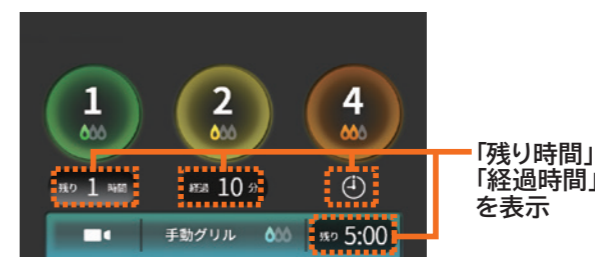 1
2
4
残り 1 時間
経過 10 分
手動グリル
残り 5:00
「残り時間」
「経過時間」
を表示